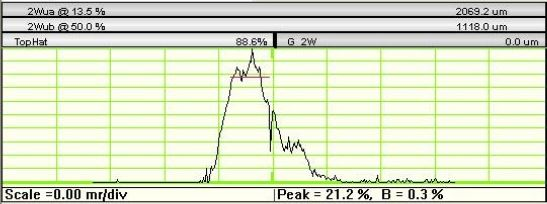 2Wua @ 13.5 % 2069.2 um
2Wub @ 50.0 % 1118.0 um
TopHat 88.6% G 2W 0.0 um
Scale =0.00 mr/div Peak = 21.2 %, B = 0.3 %